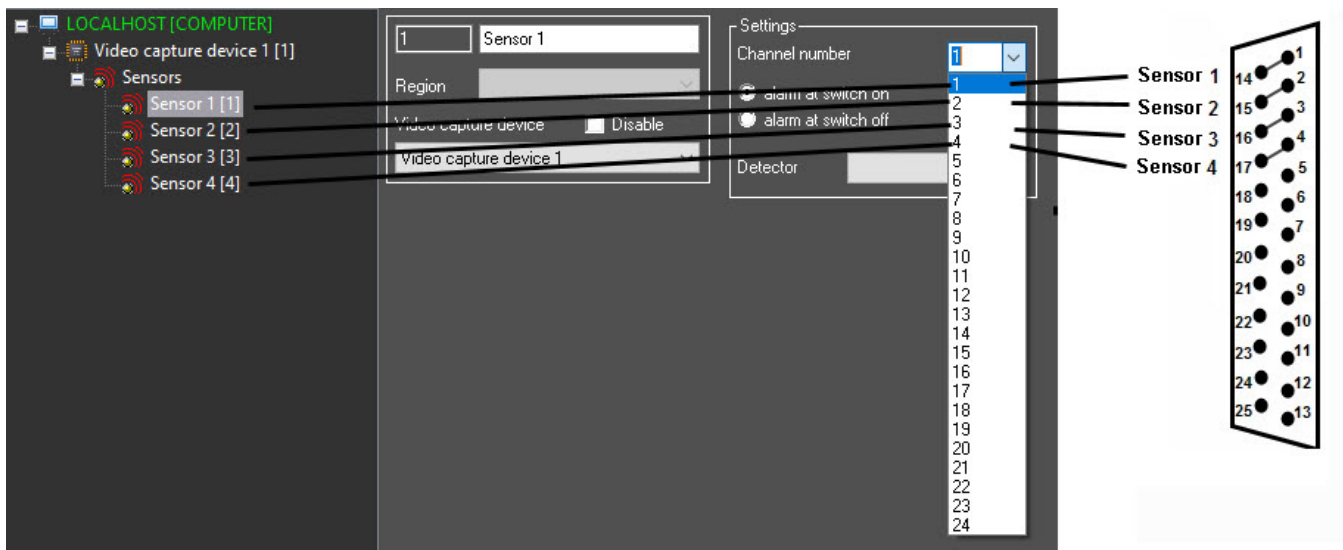 LOCALHOST [COMPUTER]
Video capture device 1 [1]
Sensors
Sensor 1 [1]
Sensor 2 [2]
Sensor 3 [3]
Sensor 4 [4]
1
Sensor 1
Region
Video capture device
Disable
Video capture device 1
Settings
Channel number
1
alarm at switch on
alarm at switch off
Detector
1
2
3
4
5
6
7
8
9
10
11
12
13
14
15
16
17
18
19
20
21
22
23
24
Sensor 1
Sensor 2
Sensor 3
Sensor 4
1
14
2
15
3
16
4
17
5
18
6
19
7
20
8
21
9
22
10
23
11
24
12
25
13